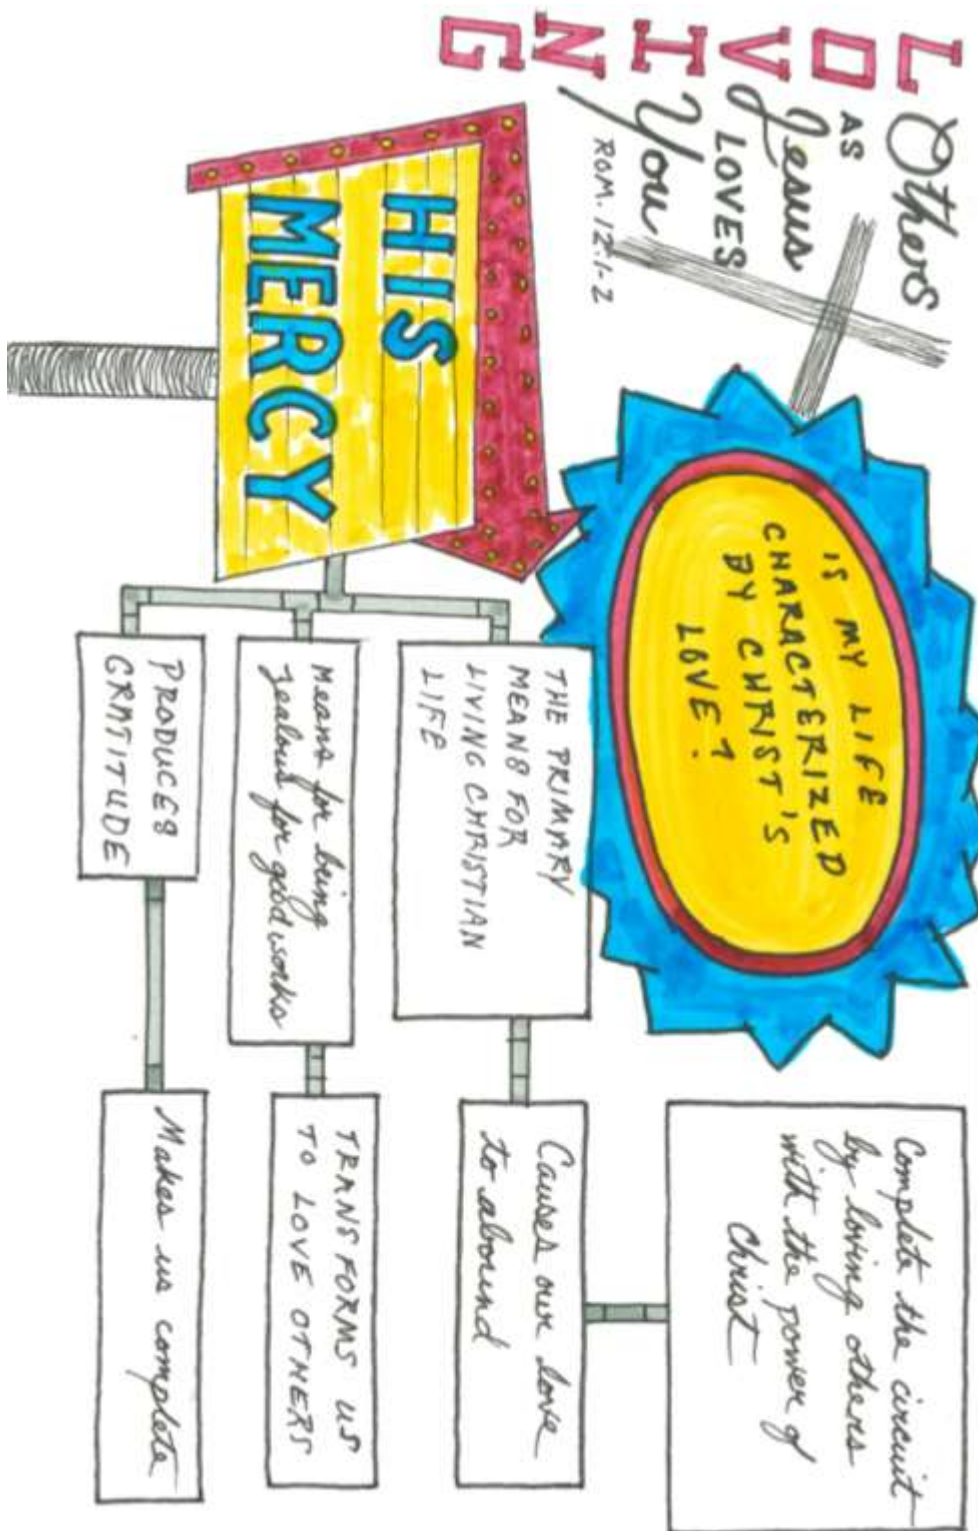 LOVING
Others
AS
Jesus
LOVES
You
ROM. 12:1-2
IS MY LIFE
CHARACTERIZED
BY CHRIST'S
LOVE?
HIS
MERCY
THE PRIMARY
MEANS FOR
LIVING CHRISTIAN
LIFE
Means for being
zealous for good works
PRODUCES
GRATITUDE
Complete the circuit
by loving others
with the power of
Christ
Causes our love
to abound
TRANSFORMS US
TO LOVE OTHERS
Makes us complete